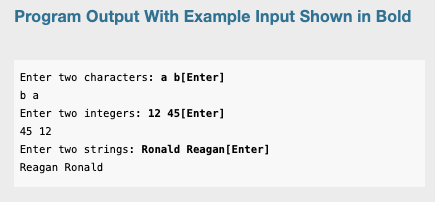 Program Output With Example Input Shown in Bold
Enter two characters: a b[Enter]
b a
Enter two integers: 12 45[Enter]
45 12
Enter two strings: Ronald Reagan[Enter]
Reagan Ronald